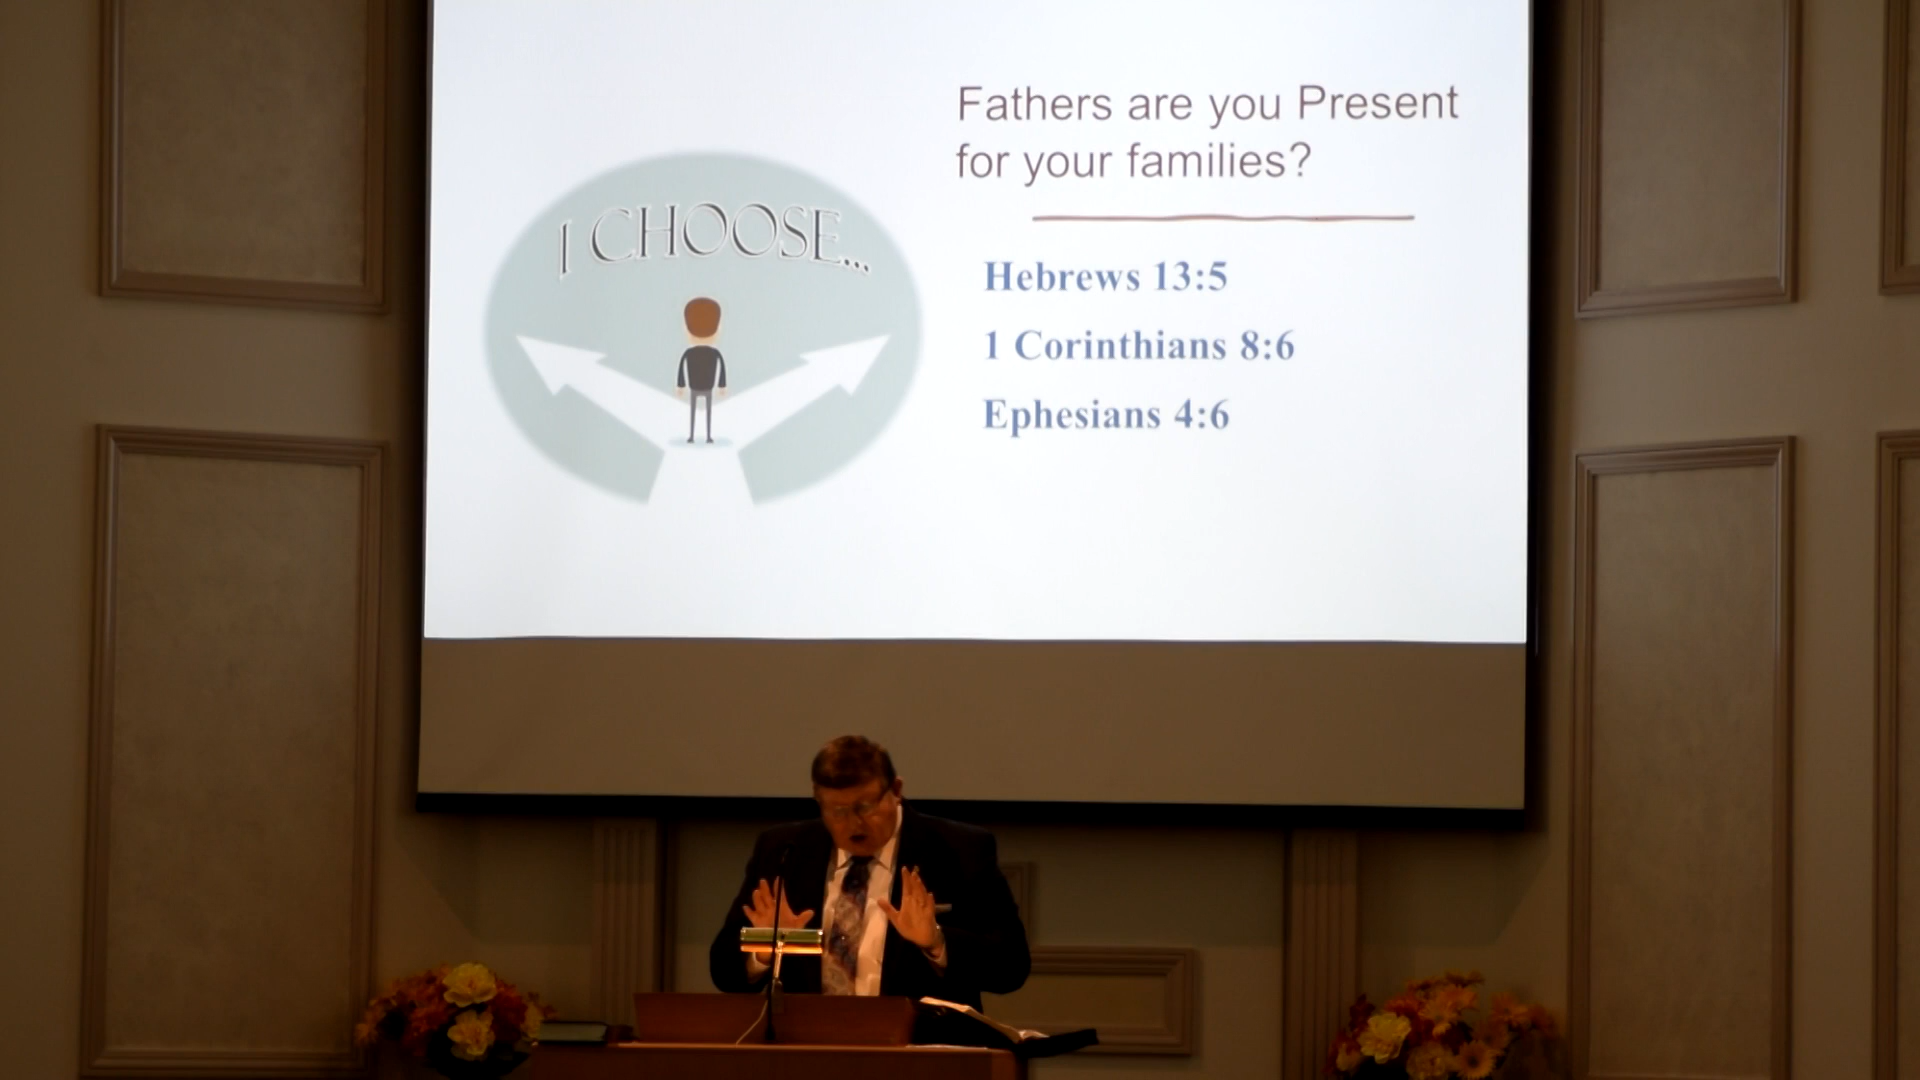 I CHOOSE...
Fathers are you Present
for your families?
Hebrews 13:5
1 Corinthians 8:6
Ephesians 4:6